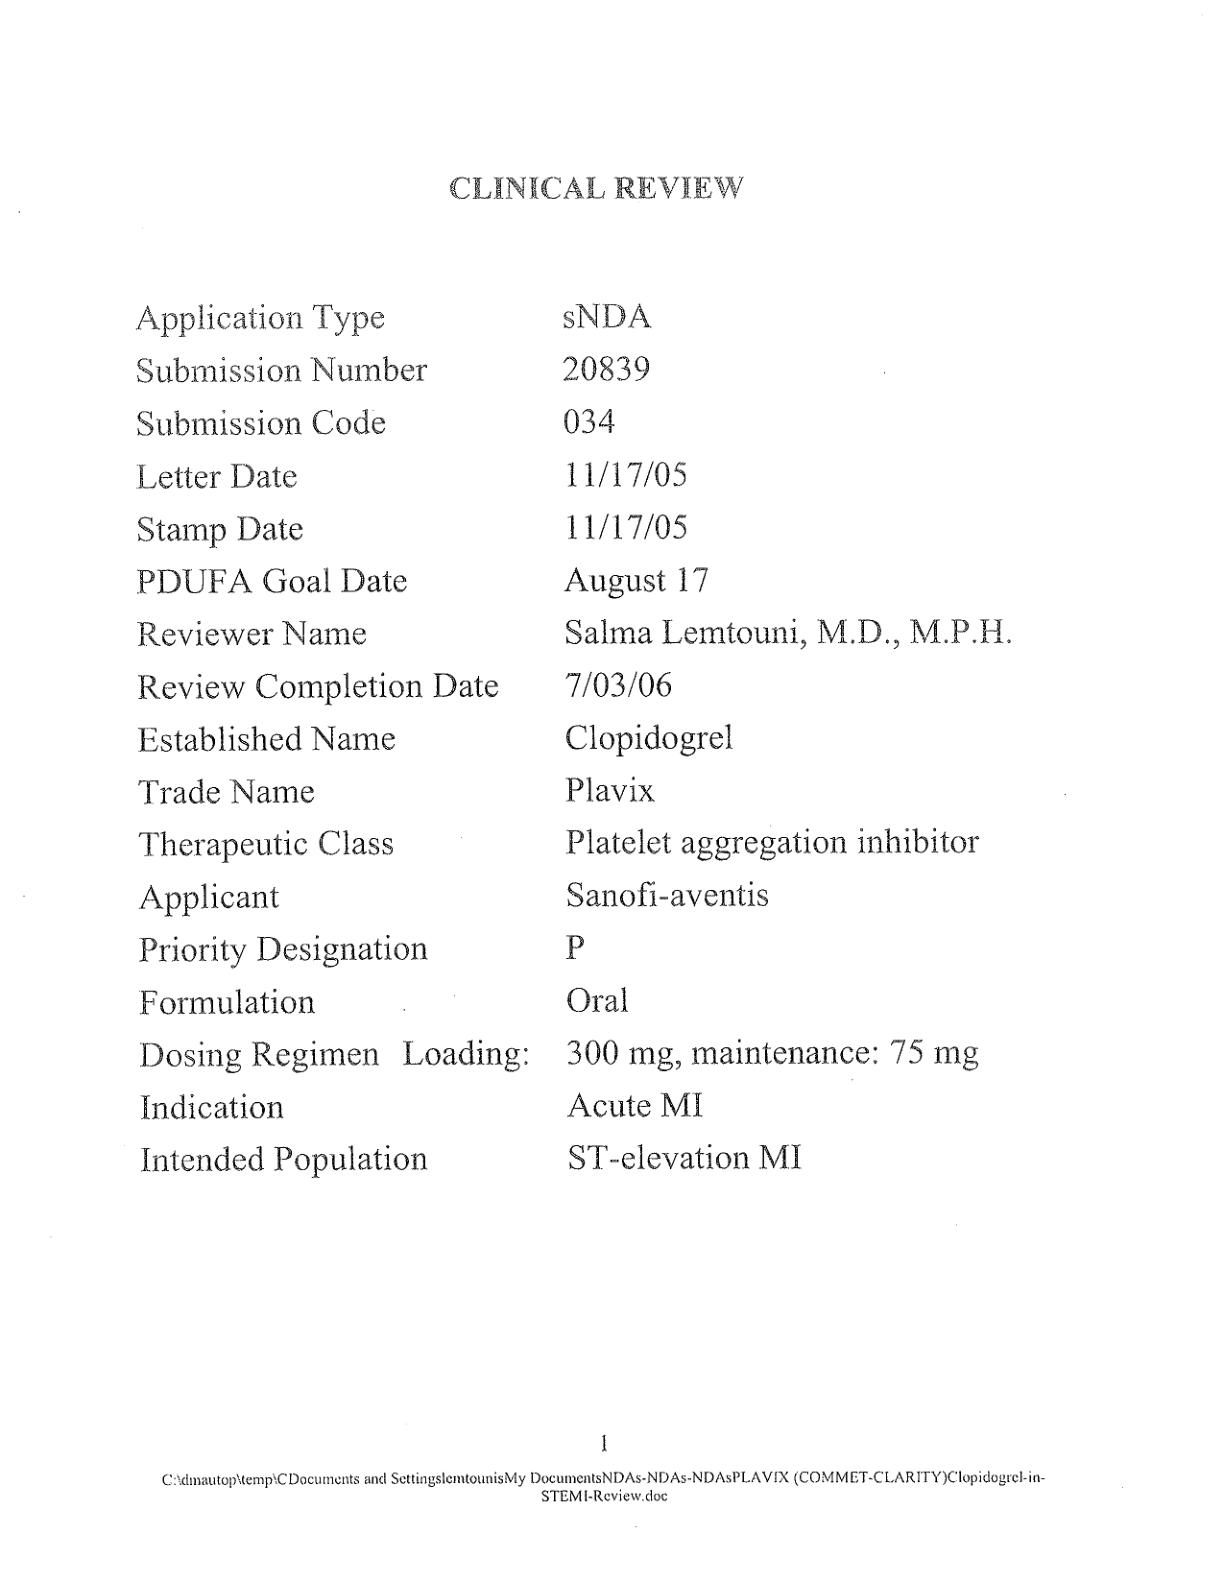 CLINICAL REVIEW
Application Type sNDA
Submission Number 20839
Submission Code 034
Letter Date 11/17/05
Stamp Date 11/17/05
PDUFA Goal Date August 17
Reviewer Name Salma Lemtouni, M.D., M.P.H.
Review Completion Date 7/03/06
Established Name Clopidogrel
Trade Name Plavix
Therapeutic Class Platelet aggregation inhibitor
Applicant Sanofi-aventis
Priority Designation P
Formulation Oral
Dosing Regimen Loading: 300 mg, maintenance: 75 mg
Indication Acute MI
Intended Population ST-elevation MI
1
C:\dmautop\temp\CDocuments and SettingslemtounisMy DocumentsNDAs-NDAs-NDAsPLAVIX (COMMET-CLARITY)Clopidogrel-in-
STEMI-Review.doc